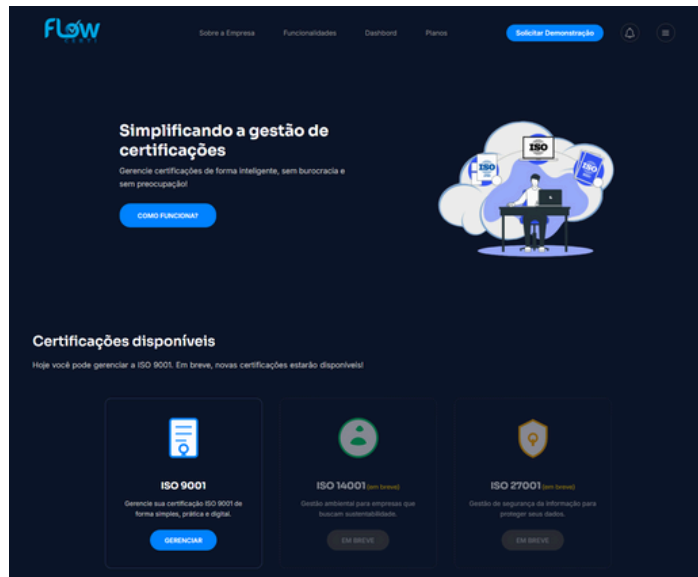 FLOW
CERTI
Sobre a Empresa
Funcionalidades
Dashbord
Planos
Solicitar Demonstração
Simplificando a gestão de
certificações
Gerencie certificações de forma inteligente, sem burocracia e
sem preocupação!
COMO FUNCIONA?
ISO
ISO
ISO
Certificações disponíveis
Hoje você pode gerenciar a ISO 9001. Em breve, novas certificações estarão disponíveis!
ISO 9001
Gerencie sua certificação ISO 9001 de
forma simples, prática e digital.
GERENCIAR
ISO 14001 (em breve)
Gestão ambiental para empresas que
buscam sustentabilidade.
EM BREVE
ISO 27001 (em breve)
Gestão de segurança da informação para
proteger seus dados.
EM BREVE